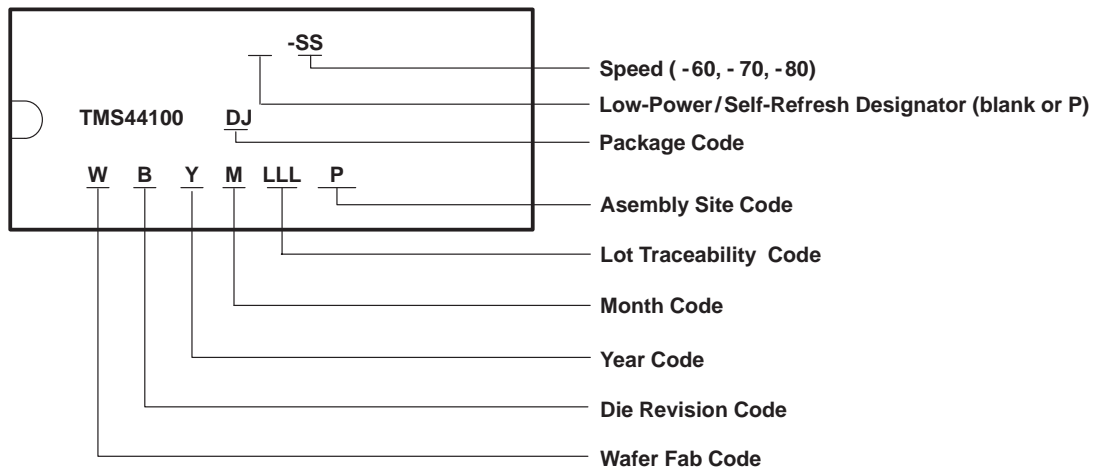 -SS
Speed ( -60, - 70, -80)
Low-Power/Self-Refresh Designator (blank or P)
TMS44100 DJ
Package Code
W B Y M LLL P
Asembly Site Code
Lot Traceability Code
Month Code
Year Code
Die Revision Code
Wafer Fab Code